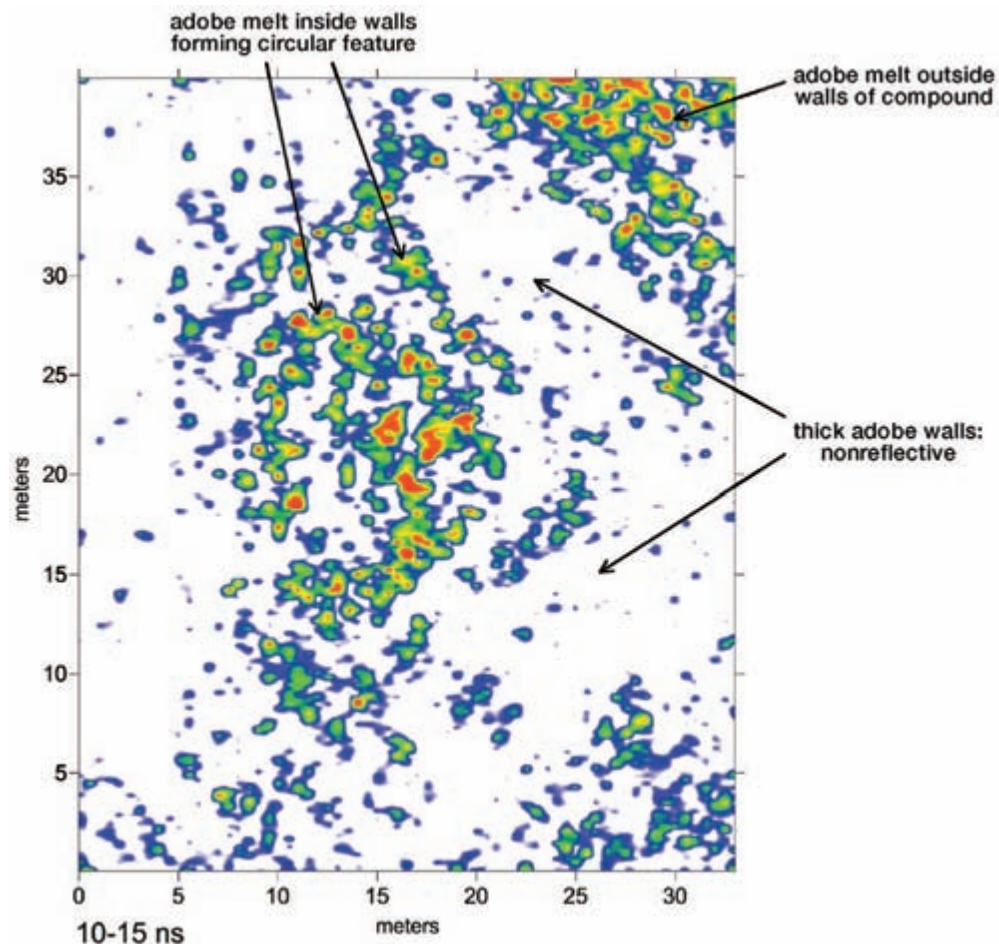 adobe melt inside walls
forming circular feature
adobe melt outside
walls of compound
thick adobe walls:
nonreflective
35
30
25
20
15
10
5
meters
0 5 10 15 20 25 30
meters
10-15 ns